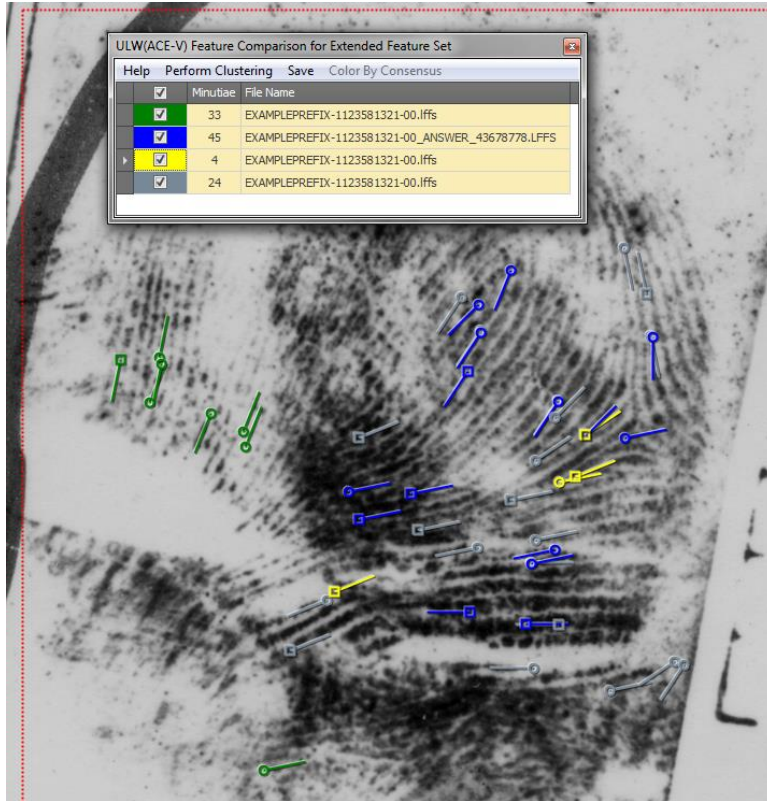 ULW(ACE-V) Feature Comparison for Extended Feature Set
Help Perform Clustering Save Color By Consensus
Minutiae File Name
33 EXAMPLEPREFIX-1123581321-00.lffs
45 EXAMPLEPREFIX-1123581321-00_ANSWER_43678778.LFFS
4 EXAMPLEPREFIX-1123581321-00.lffs
24 EXAMPLEPREFIX-1123581321-00.lffs